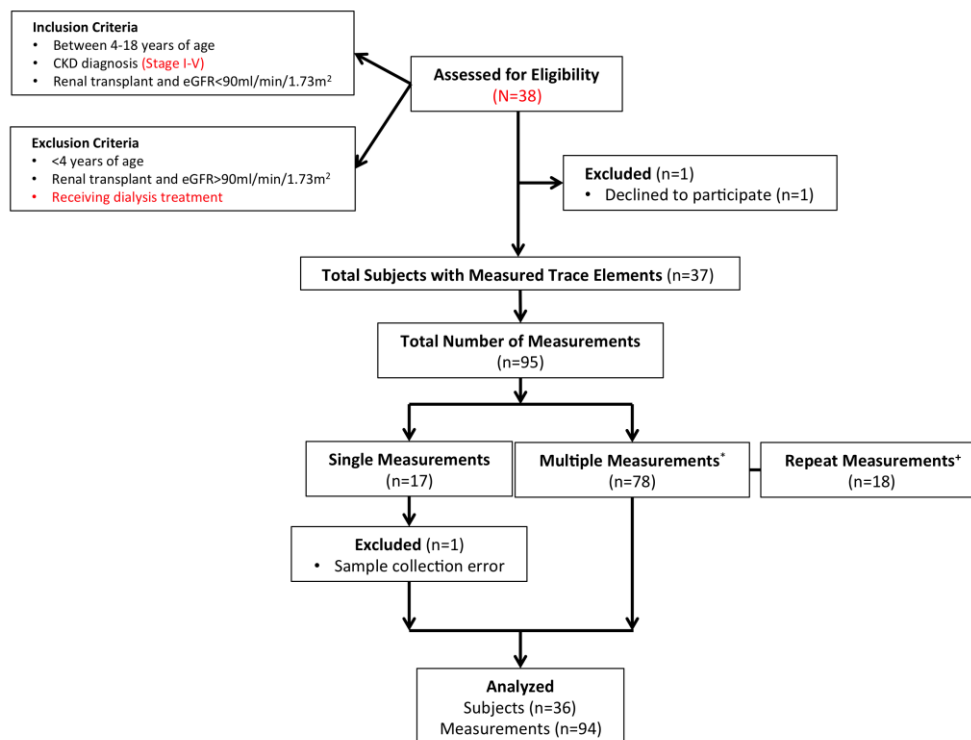 Inclusion Criteria
• Between 4-18 years of age
• CKD diagnosis (Stage I-V)
• Renal transplant and eGFR<90ml/min/1.73m²
Assessed for Eligibility
(N=38)
Exclusion Criteria
• <4 years of age
• Renal transplant and eGFR>90ml/min/1.73m²
• Receiving dialysis treatment
Excluded (n=1)
• Declined to participate (n=1)
Total Subjects with Measured Trace Elements (n=37)
Total Number of Measurements
(n=95)
Single Measurements
(n=17)
Multiple Measurements*
(n=78)
Repeat Measurements⁺
(n=18)
Excluded (n=1)
• Sample collection error
Analyzed
Subjects (n=36)
Measurements (n=94)